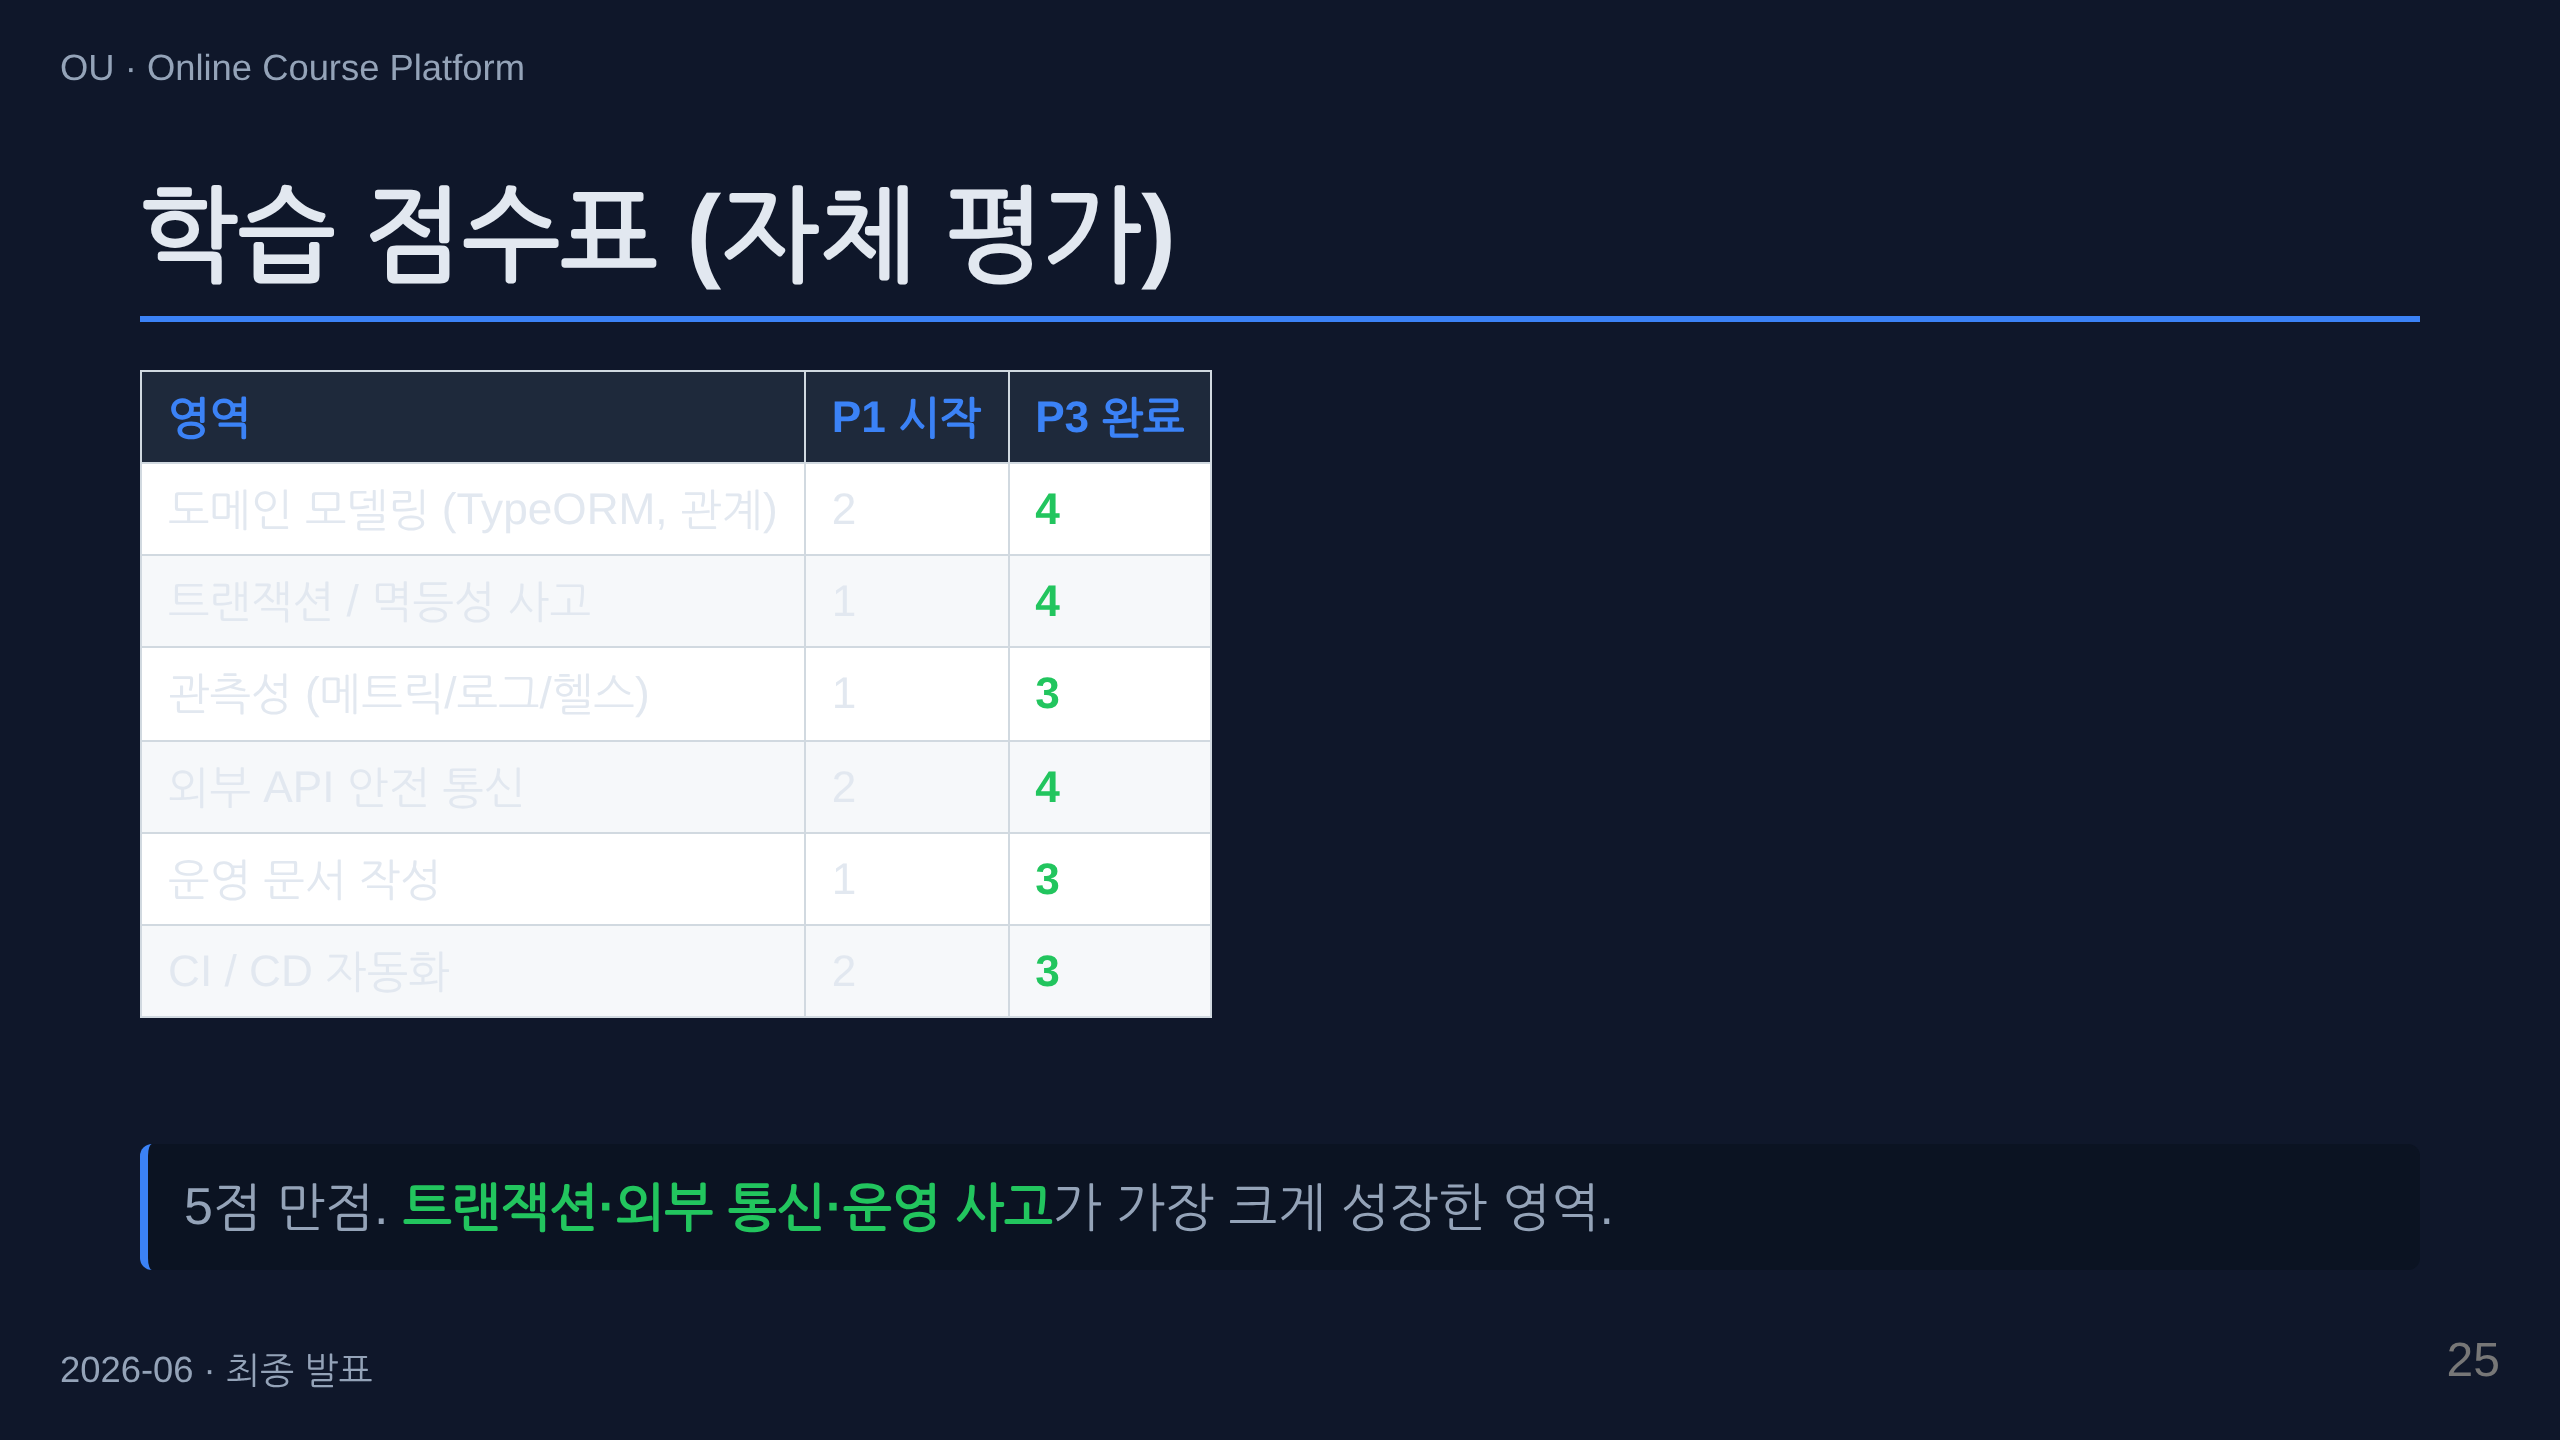 OU · Online Course Platform
학습 점수표 (자체 평가)
영역 P1 시작 P3 완료
도메인 모델링 (TypeORM, 관계) 2 4
트랜잭션 / 멱등성 사고 1 4
관측성 (메트릭/로그/헬스) 1 3
외부 API 안전 통신 2 4
운영 문서 작성 1 3
CI / CD 자동화 2 3
5점 만점. 트랜잭션·외부 통신·운영 사고가 가장 크게 성장한 영역.
2026-06 · 최종 발표
25